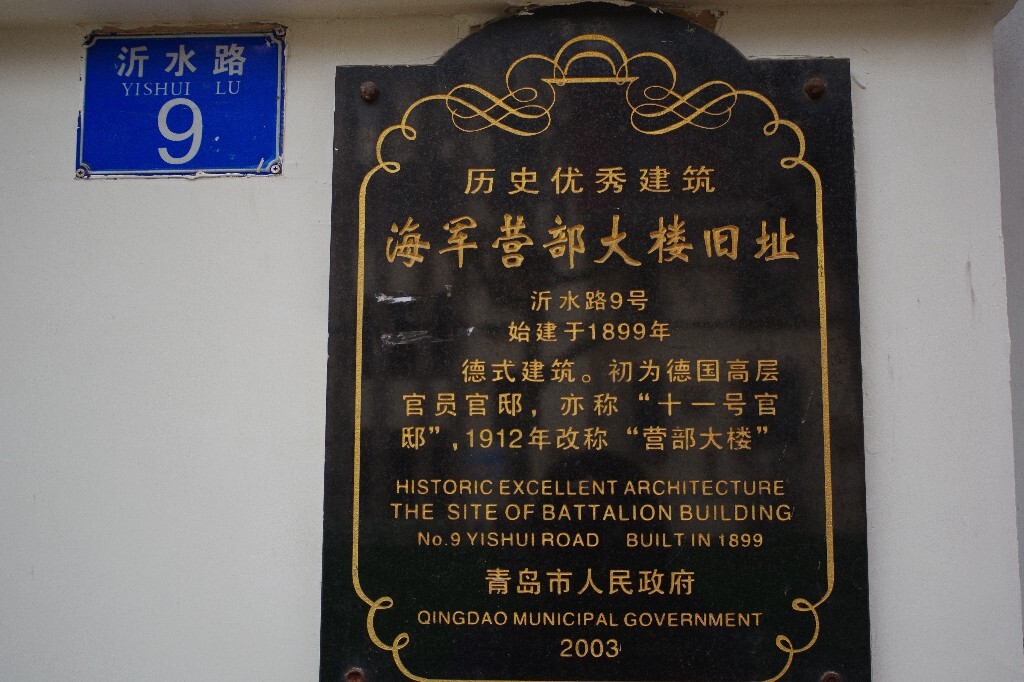 沂水路
YISHUI LU
9
历史优秀建筑
海军营部大楼旧址
沂水路9号
始建于1899年
德式建筑。初为德国高层
官员官邸，亦称“十一号官
邸”，1912年改称“营部大楼”
HISTORIC EXCELLENT ARCHITECTURE
THE SITE OF BATTALION BUILDING
No.9 YISHUI ROAD BUILT IN 1899
青岛市人民政府
QINGDAO MUNICIPAL GOVERNMENT
2003